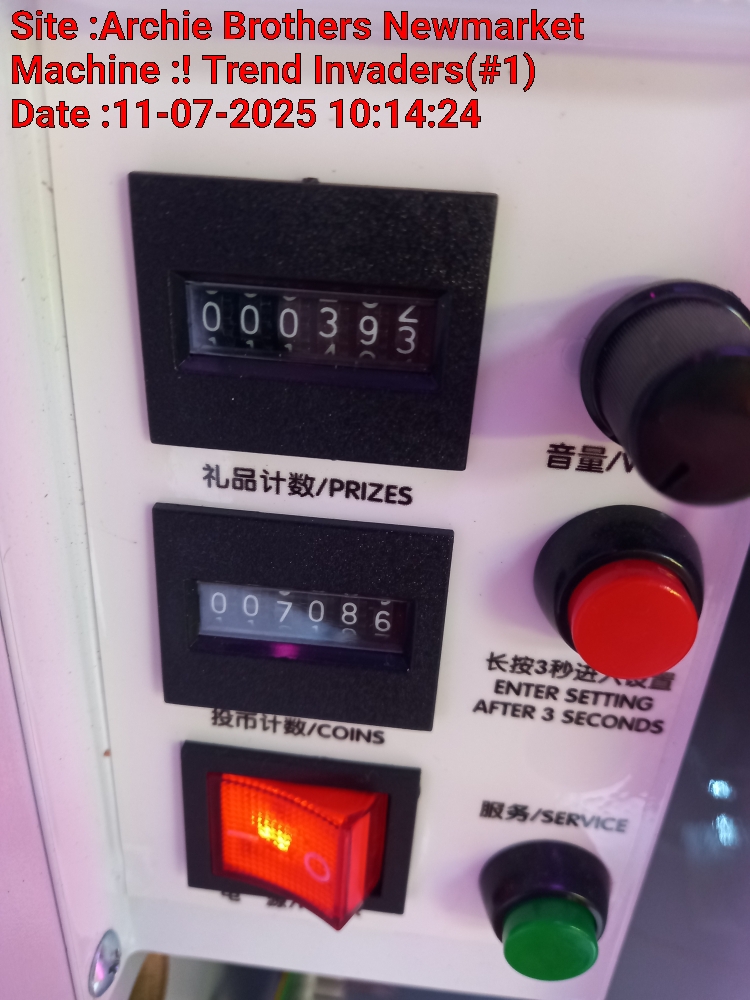 Site :Archie Brothers Newmarket
Machine :! Trend Invaders(#1)
Date :11-07-2025 10:14:24
000393
礼品计数/PRIZES
音量/V
007086
投币计数/COINS
长按3秒进入设置
ENTER SETTING
AFTER 3 SECONDS
服务/SERVICE
电 源/